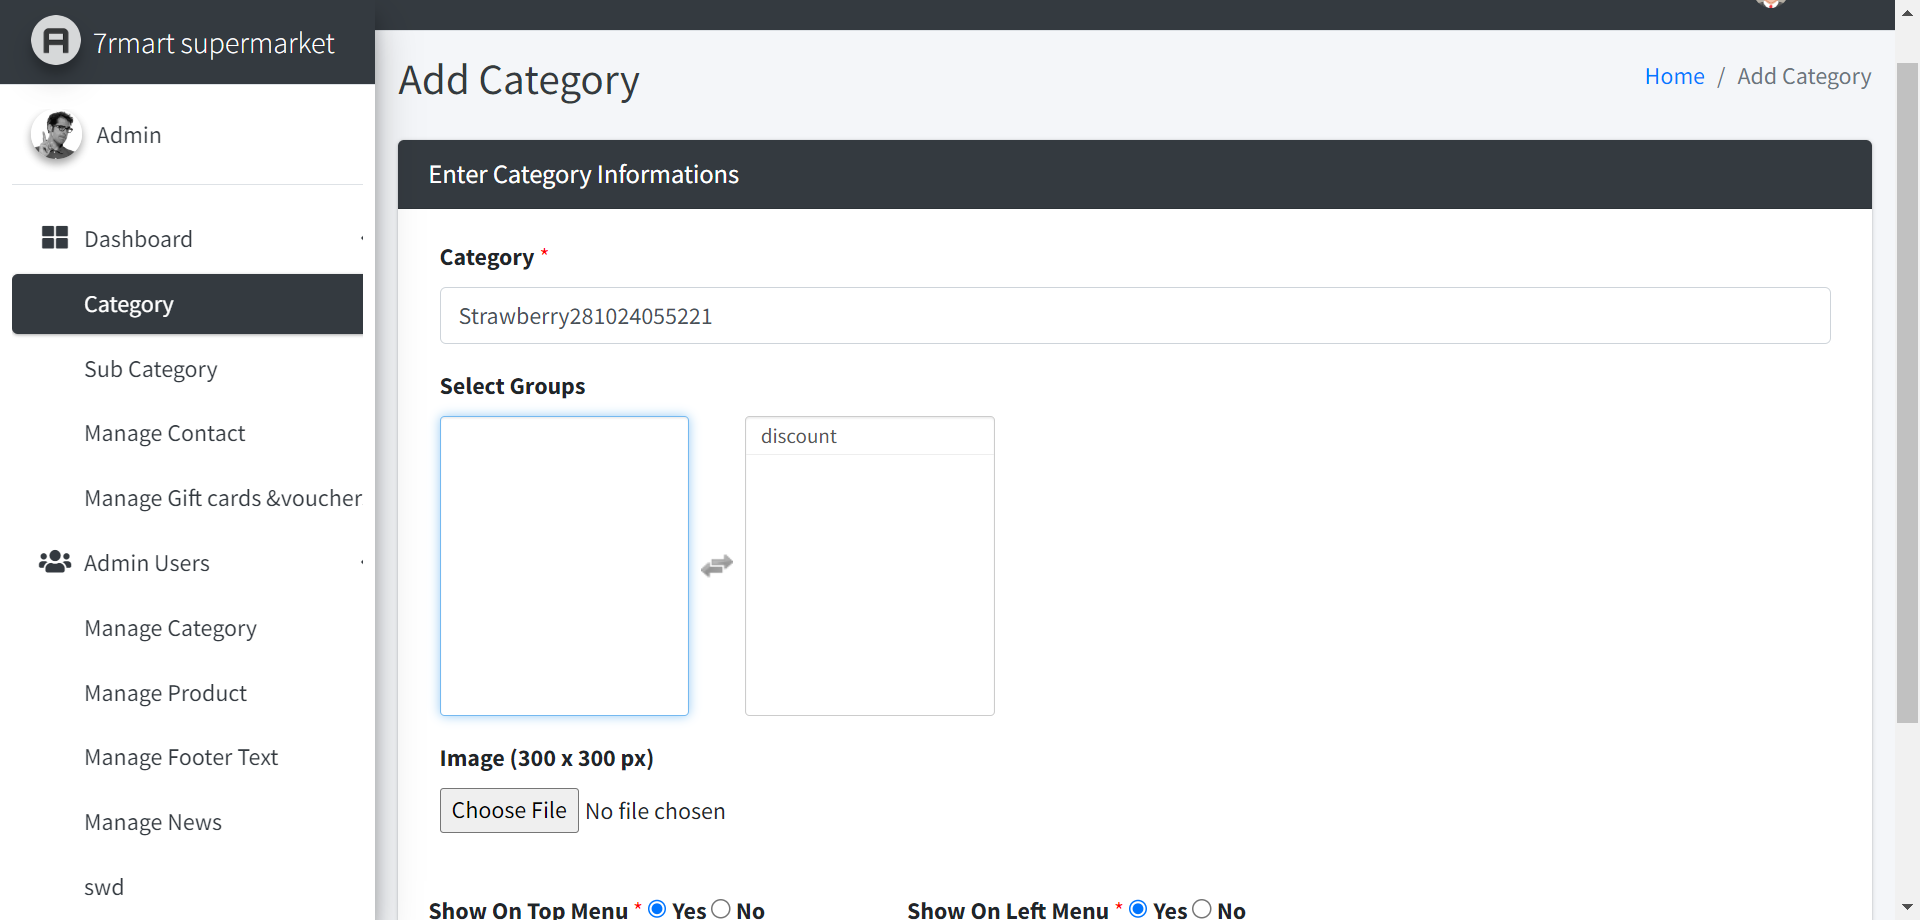 7rmart supermarket
Admin
Dashboard
Category
Sub Category
Manage Contact
Manage Gift cards &voucher
Admin Users
Manage Category
Manage Product
Manage Footer Text
Manage News
swd
Add Category
Home / Add Category
Enter Category Informations
Category *
Strawberry281024055221
Select Groups
discount
Image (300 x 300 px)
Choose File No file chosen
Show On Top Menu * Yes No
Show On Left Menu * Yes No